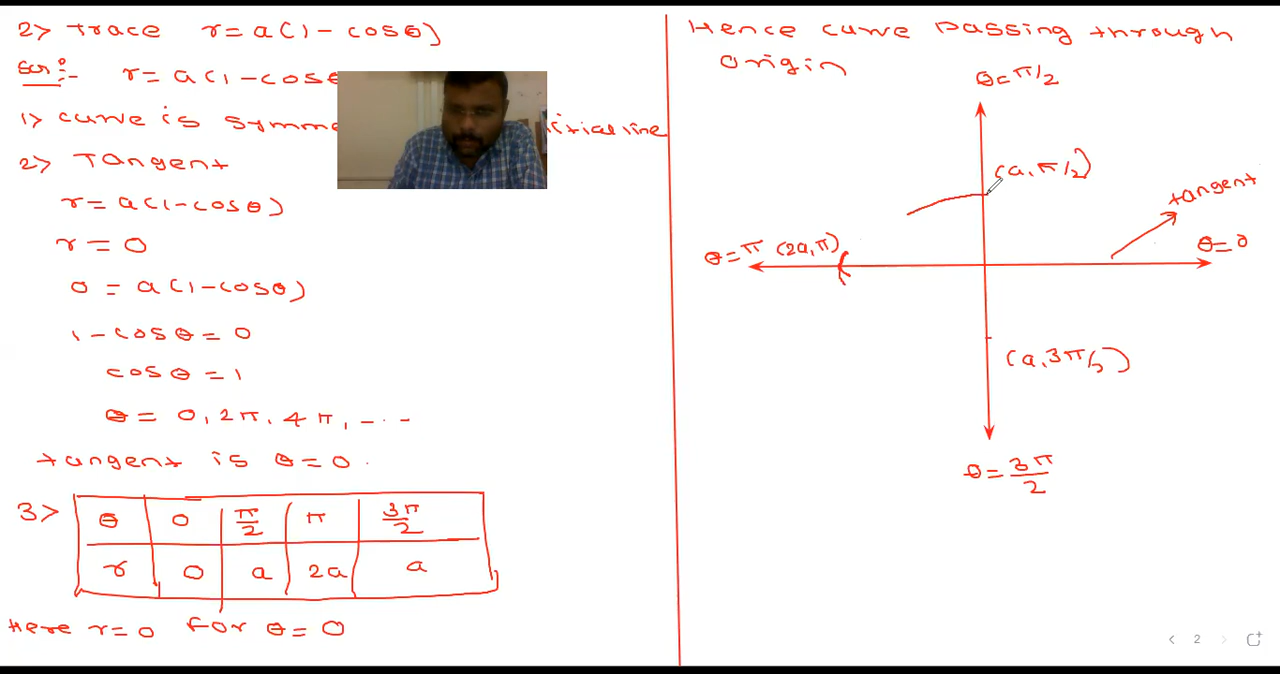 2> Trace r=a(1-cosθ)
Soln:- r=a(1-cosθ
1> curve is symme itial line
2> Tangent
r=a(1-cosθ)
r=0
0=a(1-cosθ)
1-cosθ=0
cosθ=1
θ= 0, 2π, 4π, -..-
tangent is θ=0.
3>
θ 0 π/2 π 3π/2
r 0 a 2a a
Here r=0 for θ=0
Hence curve passing through
origin
θ=π/2
(a, π/2)
tangent
θ=π (2a, π)
θ=0
(a, 3π/2)
θ=3π/2
2